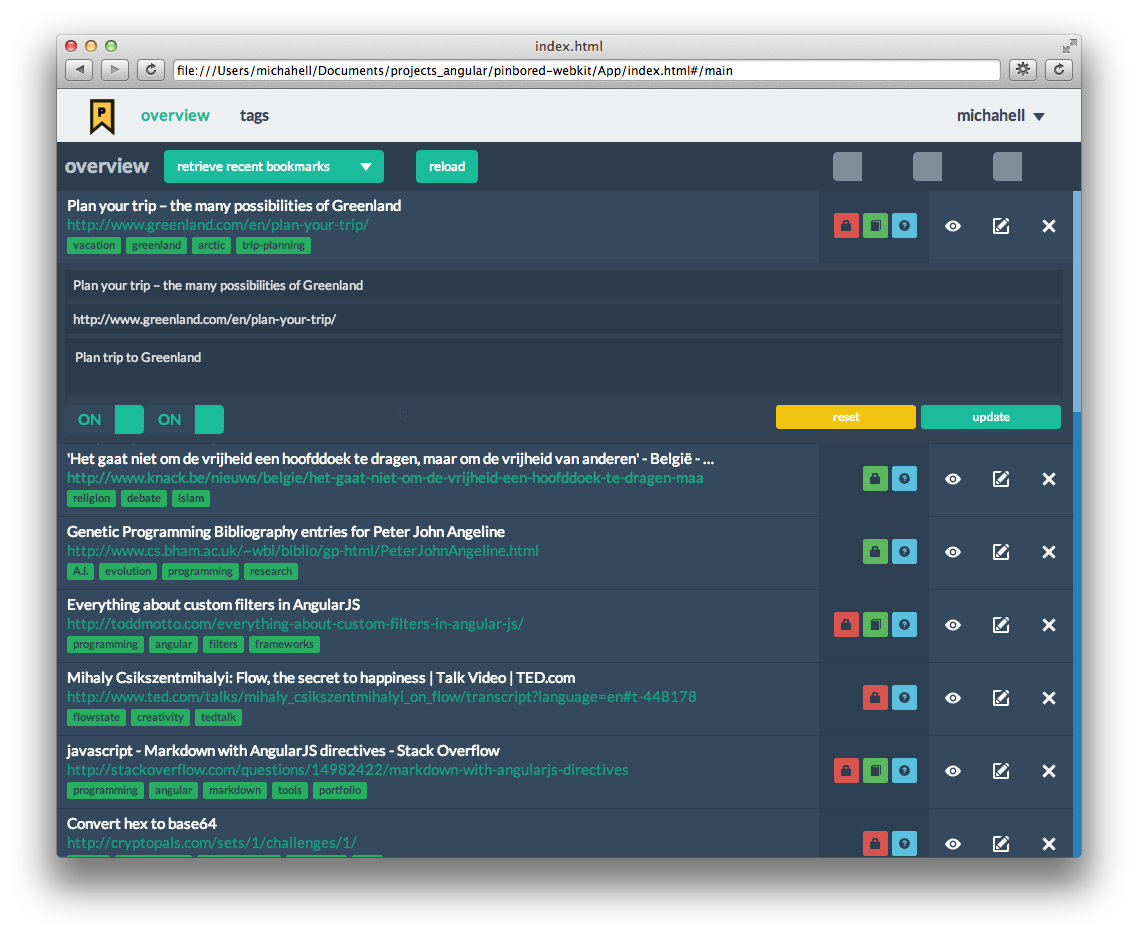 index.html
file:///Users/michahell/Documents/projects_angular/pinbored-webkit/App/index.html#/main
P overview tags michahell
overview retrieve recent bookmarks reload
Plan your trip – the many possibilities of Greenland
http://www.greenland.com/en/plan-your-trip/
vacation greenland arctic trip-planning
Plan your trip – the many possibilities of Greenland
http://www.greenland.com/en/plan-your-trip/
Plan trip to Greenland
ON ON reset update
'Het gaat niet om de vrijheid een hoofddoek te dragen, maar om de vrijheid van anderen' - België - ...
http://www.knack.be/nieuws/belgie/het-gaat-niet-om-de-vrijheid-een-hoofddoek-te-dragen-maa
religion debate islam
Genetic Programming Bibliography entries for Peter John Angeline
http://www.cs.bham.ac.uk/~wbl/biblio/gp-html/PeterJohnAngeline.html
A.I. evolution programming research
Everything about custom filters in AngularJS
http://toddmotto.com/everything-about-custom-filters-in-angular-js/
programming angular filters frameworks
Mihaly Csikszentmihalyi: Flow, the secret to happiness | Talk Video | TED.com
http://www.ted.com/talks/mihaly_csikszentmihalyi_on_flow/transcript?language=en#t-448178
flowstate creativity tedtalk
javascript - Markdown with AngularJS directives - Stack Overflow
http://stackoverflow.com/questions/14982422/markdown-with-angularjs-directives
programming angular markdown tools portfolio
Convert hex to base64
http://cryptopals.com/sets/1/challenges/1/